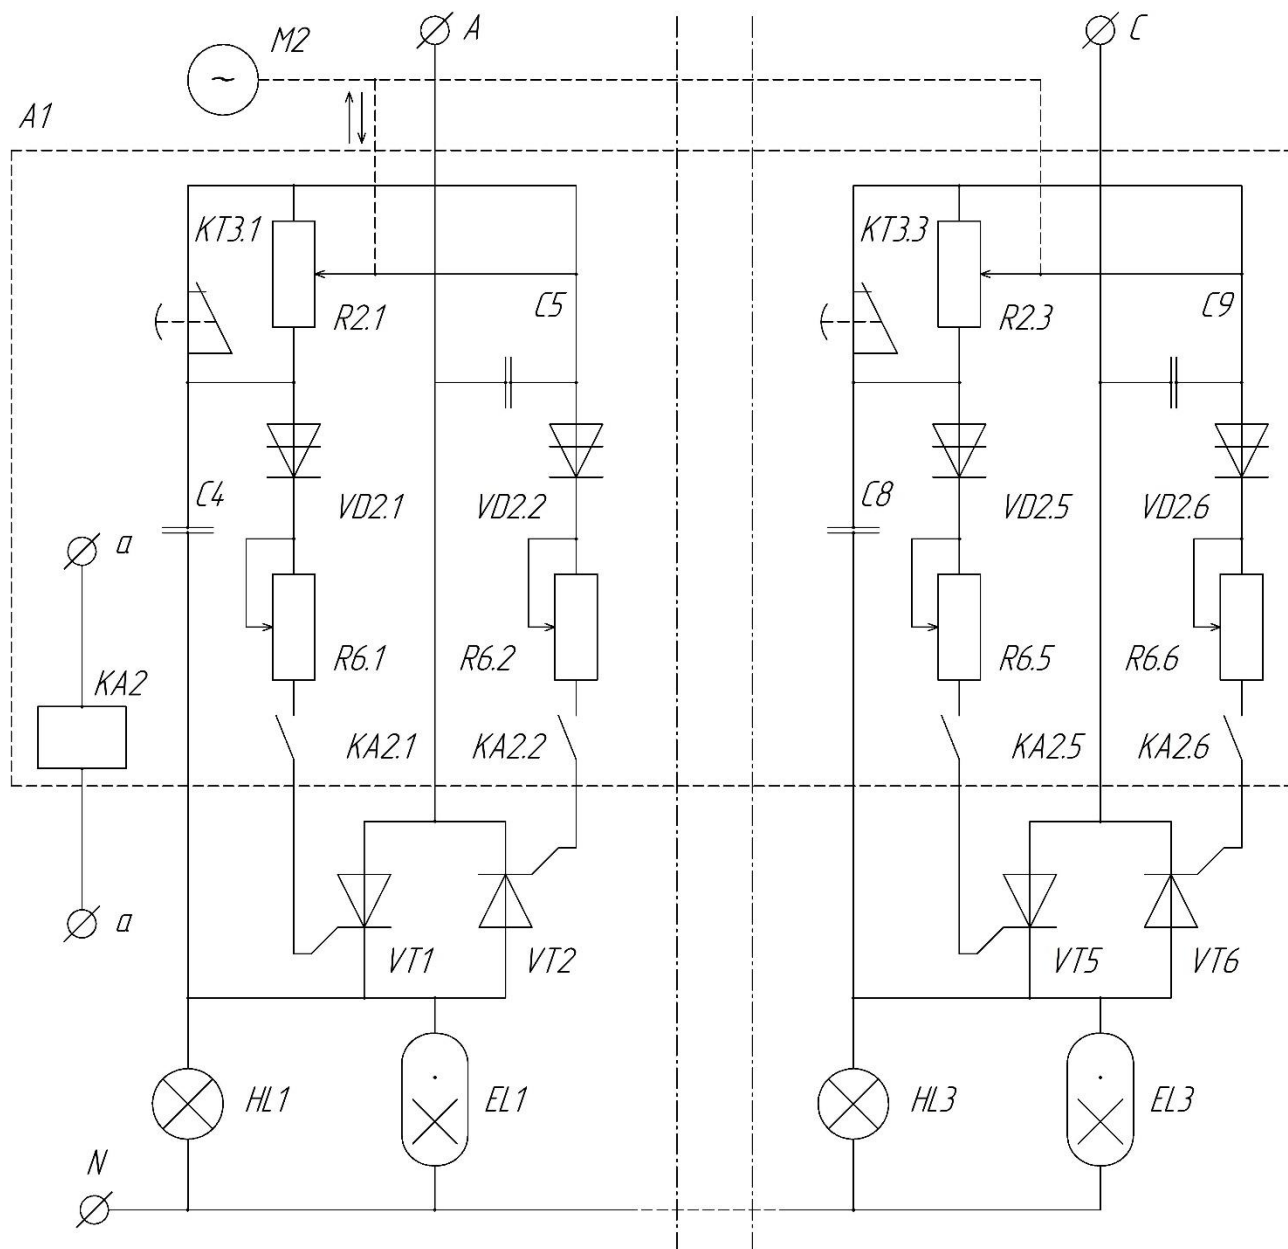 M2
A
C
A1
KT3.1
KT3.3
C5
C9
R2.1
R2.3
C4
VD2.1
VD2.2
C8
VD2.5
VD2.6
a
R6.1
R6.2
R6.5
R6.6
KA2
KA2.1
KA2.2
KA2.5
KA2.6
a
VT1
VT2
VT5
VT6
HL1
EL1
HL3
EL3
N